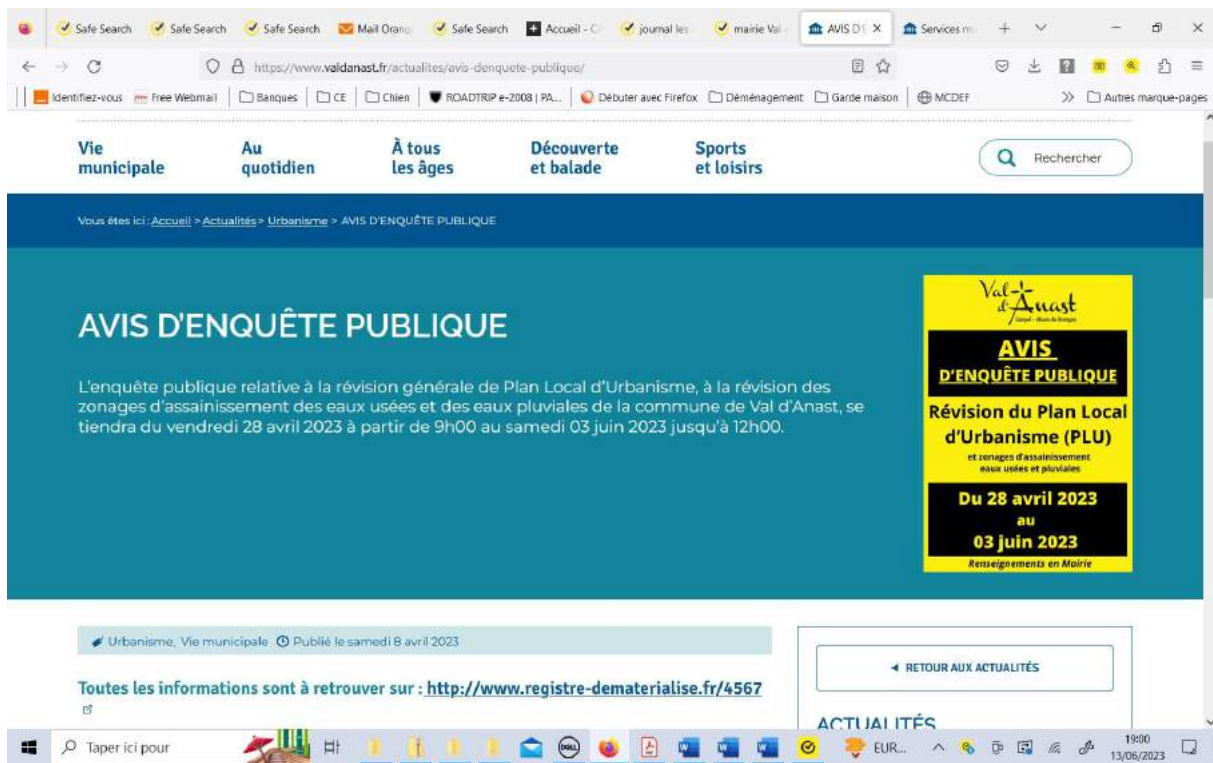 Safe Search
Safe Search
Safe Search
Mail Orang
Safe Search
Accueil - C
journal les
mairie Val
AVIS D'E
Services m
https://www.valdanast.fr/actualites/avis-denquete-publique/
Identifiez-vous
Free Webmail
Banques
CE
Chien
ROADTRIP e-2008 | PA...
Débuter avec Firefox
Déménagement
Garde maison
MCDEF
Autres marque-pages
Vie municipale
Au quotidien
À tous les âges
Découverte et balade
Sports et loisirs
Rechercher
Vous êtes ici : Accueil > Actualités > Urbanisme > AVIS D'ENQUÊTE PUBLIQUE
AVIS D'ENQUÊTE PUBLIQUE
L'enquête publique relative à la révision générale de Plan Local d'Urbanisme, à la révision des
zonages d'assainissement des eaux usées et des eaux pluviales de la commune de Val d'Anast, se
tiendra du vendredi 28 avril 2023 à partir de 9h00 au samedi 03 juin 2023 jusqu'à 12h00.
Val
d'Anast
AVIS
D'ENQUÊTE PUBLIQUE
Révision du Plan Local
d'Urbanisme (PLU)
et zonages d'assainissement
eaux usées et pluviales
Du 28 avril 2023
au
03 juin 2023
Renseignements en Mairie
Urbanisme, Vie municipale Publié le samedi 8 avril 2023
Toutes les informations sont à retrouver sur : http://www.registre-dematerialise.fr/4567
RETOUR AUX ACTUALITÉS
ACTUALITÉS
Taper ici pour
DELL
EUR...
19:00
13/06/2023